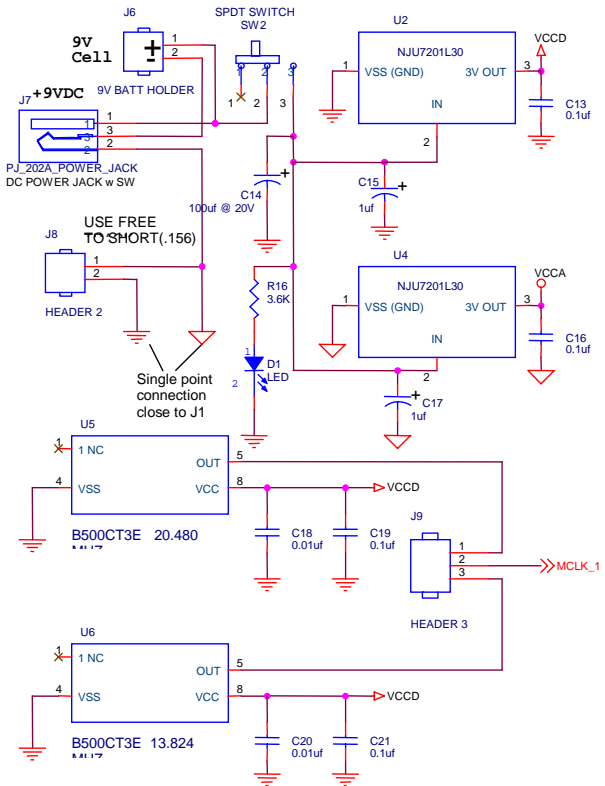 J6
SPDT SWITCH
SW2
U2
9V
Cell
+
-
1
2
9V BATT HOLDER
1 2 3
1 2 3
NJU7201L30
1 VSS (GND) 3V OUT 3
IN
2
VCCD
C13
0.1uf
J7
+9VDC
1 1
3 3
2 2
PJ_202A_POWER_JACK
DC POWER JACK w SW
C14
+
100uf @ 20V
C15
+
1uf
USE FREE
TO SHORT(.156)
J8
1
2
HEADER 2
Single point
connection
close to J1
R16
3.6K
1
D1
LED
2
U4
NJU7201L30
1 VSS (GND) 3V OUT 3
IN
2
VCCA
C16
0.1uf
C17
+
1uf
U5
1 1 NC
OUT 5
4 VSS
VCC 8
VCCD
B500CT3E 20.480
C18
0.01uf
C19
0.1uf
J9
1
2
3
MCLK_1
HEADER 3
U6
1 1 NC
OUT 5
4 VSS
VCC 8
VCCD
B500CT3E 13.824
C20
0.01uf
C21
0.1uf